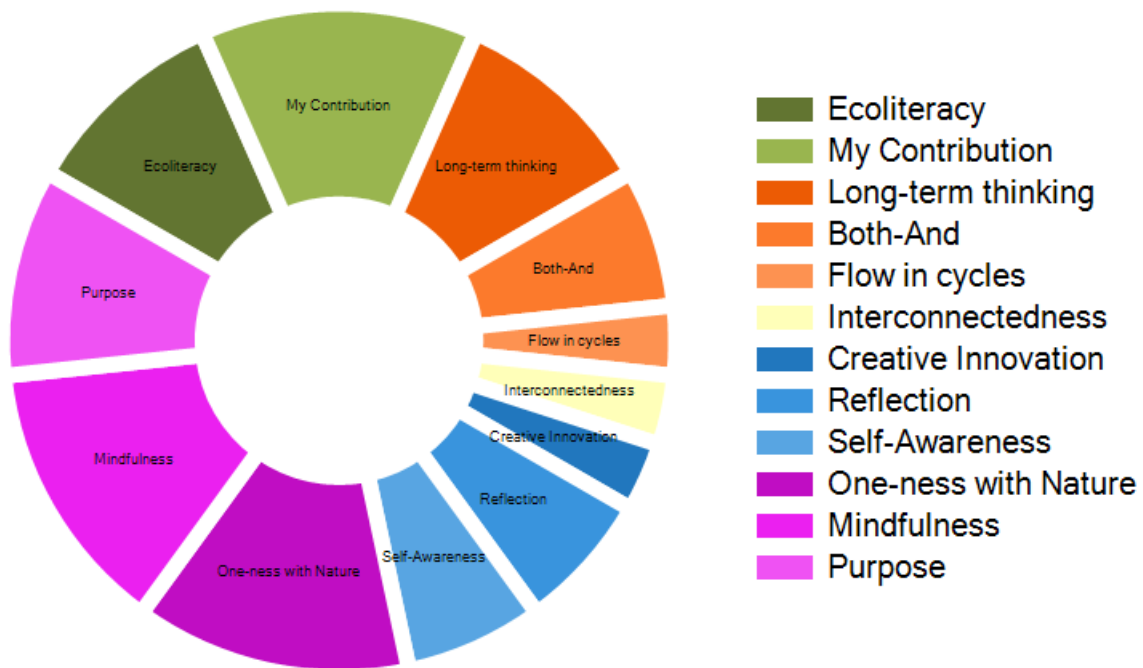 My Contribution
Ecoliteracy
Long-term thinking
Both-And
Purpose
Flow in cycles
Interconnectedness
Creative Innovation
Mindfulness
Reflection
Self-Awareness
One-ness with Nature
Ecoliteracy
My Contribution
Long-term thinking
Both-And
Flow in cycles
Interconnectedness
Creative Innovation
Reflection
Self-Awareness
One-ness with Nature
Mindfulness
Purpose